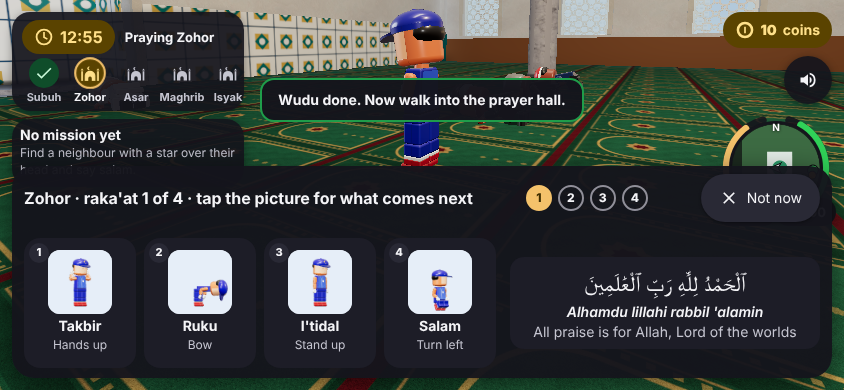 12:55 Praying Zohor
10 coins
Subuh Zohor Asar Maghrib Isyak
Wudu done. Now walk into the prayer hall.
No mission yet
Find a neighbour with a star over their
N
Zohor · raka'at 1 of 4 · tap the picture for what comes next
1 2 3 4
Not now
1
Takbir
Hands up
2
Ruku
Bow
3
I'tidal
Stand up
4
Salam
Turn left
ٱلْحَمْدُ لِلَّهِ رَبِّ ٱلْعَٰلَمِينَ
Alhamdu lillahi rabbil 'alamin
All praise is for Allah, Lord of the worlds